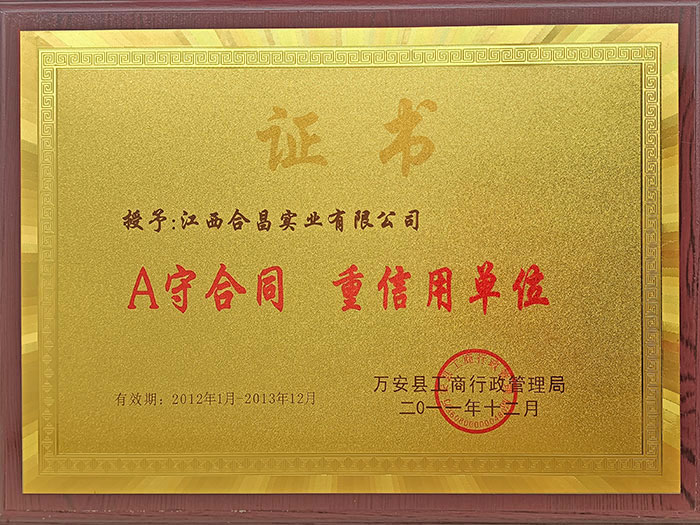 证书
授予:江西合昌实业有限公司
A守合同 重信用单位
有效期：2012年1月-2013年12月
万安县工商行政管理局
二0一一年十二月